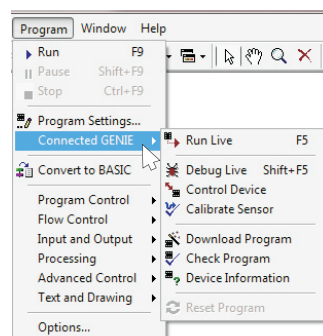 Program Window Help
Run F9
Pause Shift+F9
Stop Ctrl+F9
Program Settings...
Connected GENIE
Convert to BASIC
Program Control
Flow Control
Input and Output
Processing
Advanced Control
Text and Drawing
Options...
Run Live F5
Debug Live Shift+F5
Control Device
Calibrate Sensor
Download Program
Check Program
Device Information
Reset Program